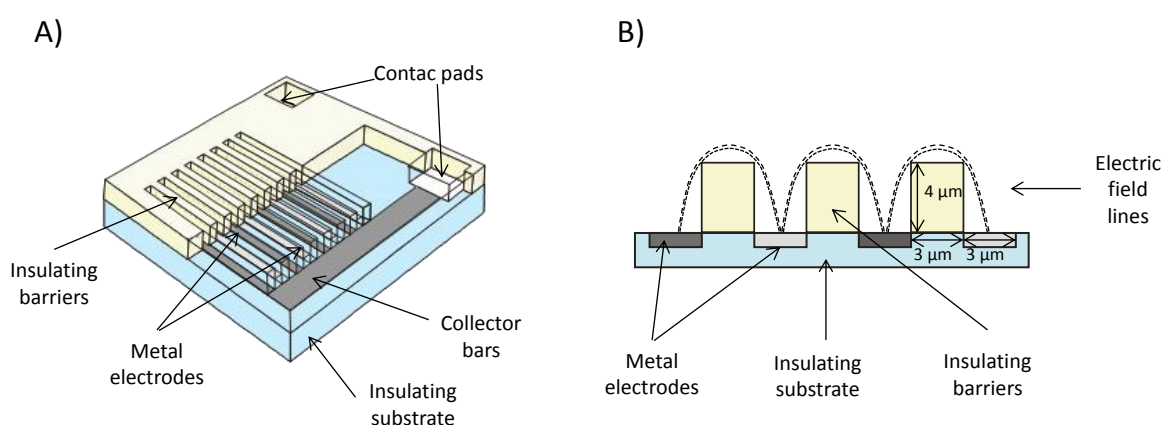 A)
Contac pads
Insulating
barriers
Metal
electrodes
Insulating
substrate
Collector
bars
B)
4 µm
3 µm
3 µm
Electric
field
lines
Metal
electrodes
Insulating
substrate
Insulating
barriers